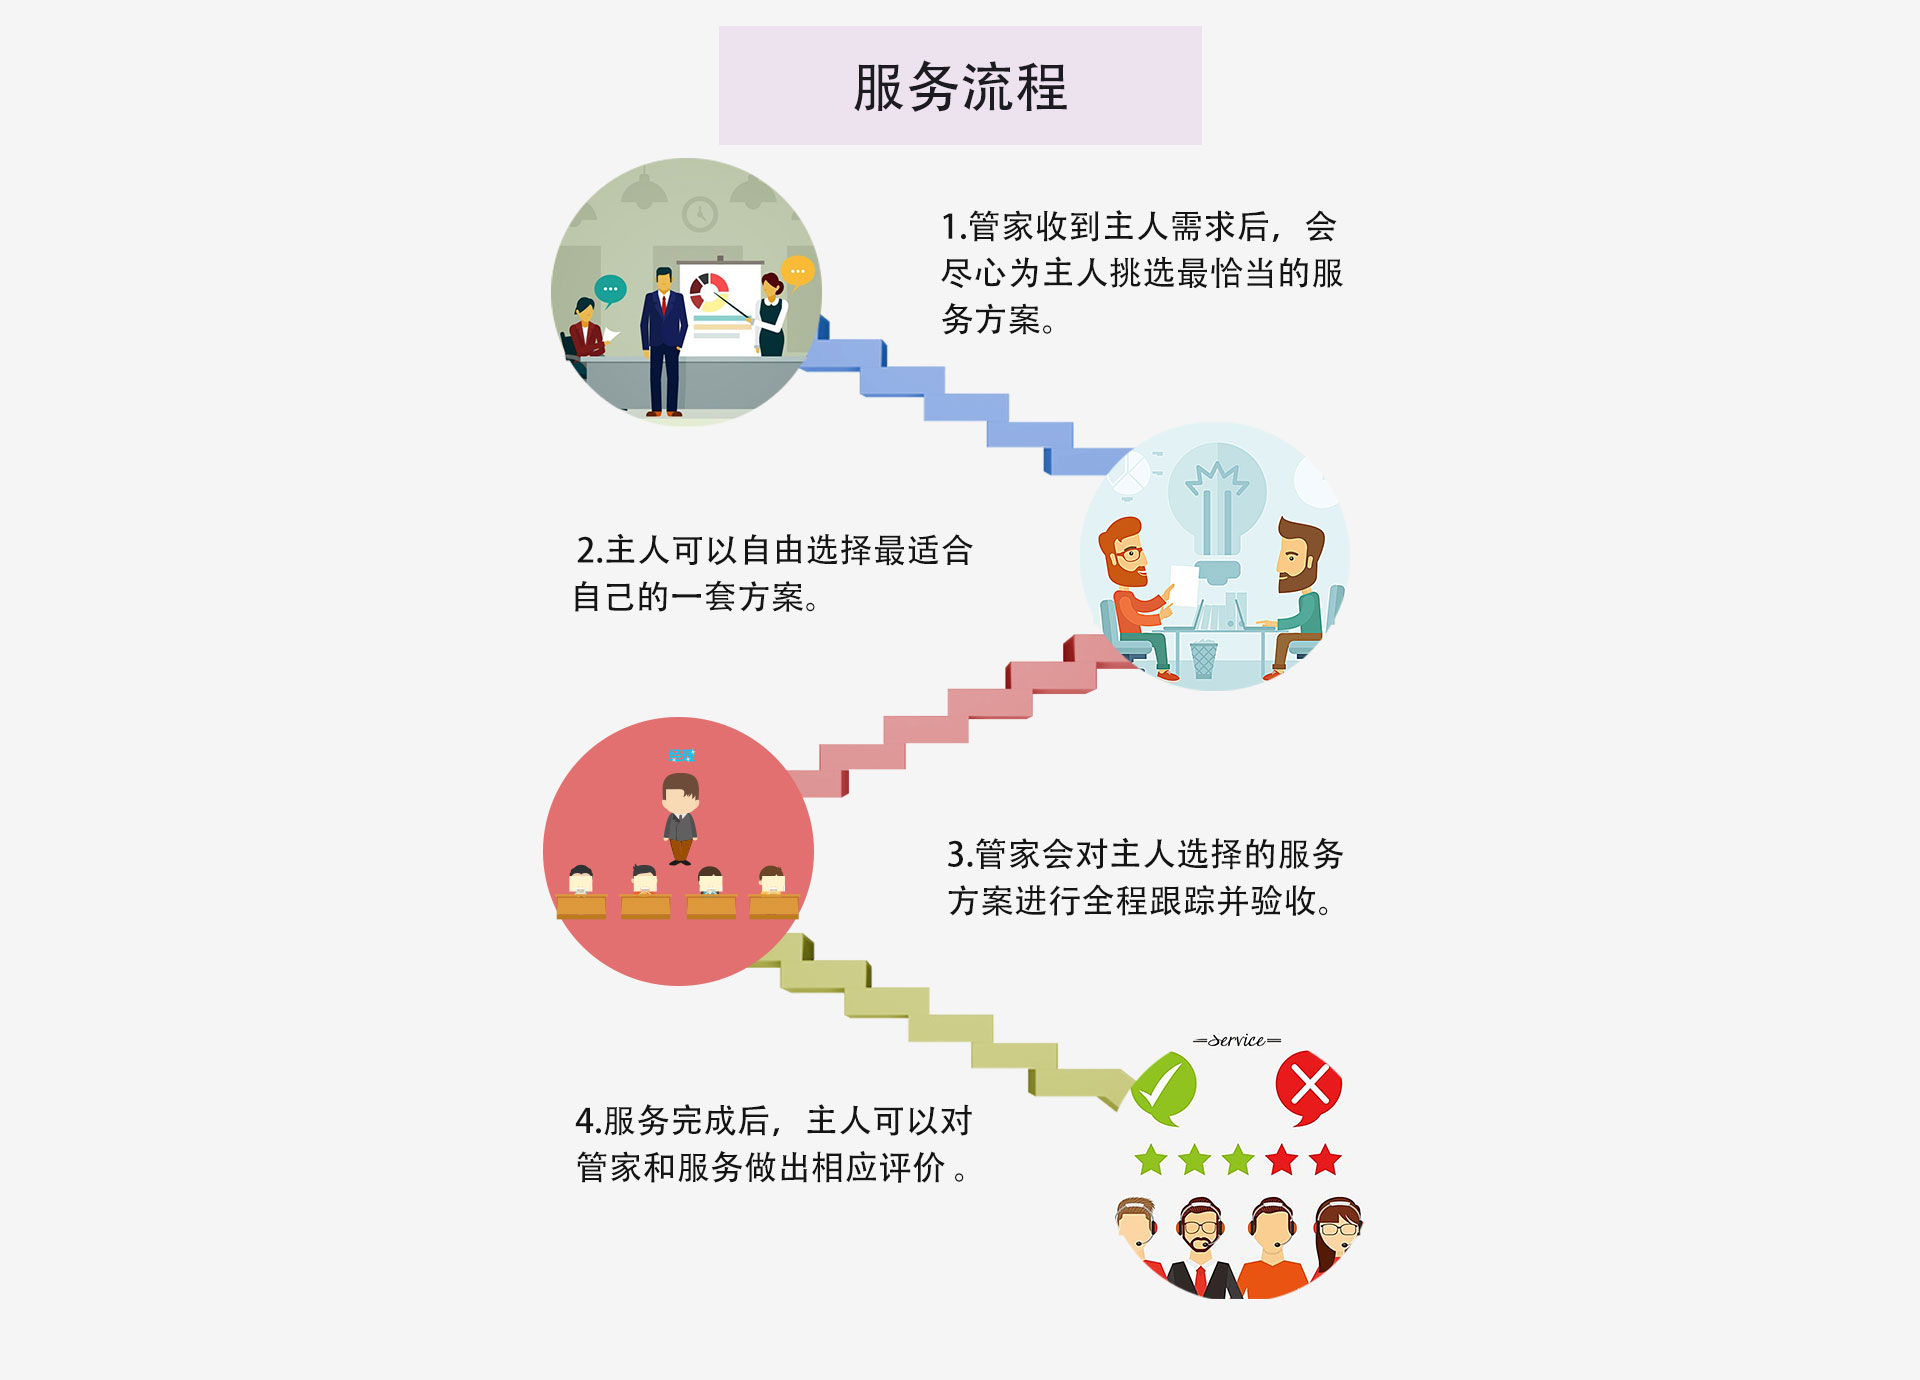 服务流程
1.管家收到主人需求后，会
尽心为主人挑选最恰当的服
务方案。
2.主人可以自由选择最适合
自己的一套方案。
3.管家会对主人选择的服务
方案进行全程跟踪并验收。
Service
4.服务完成后，主人可以对
管家和服务做出相应评价。